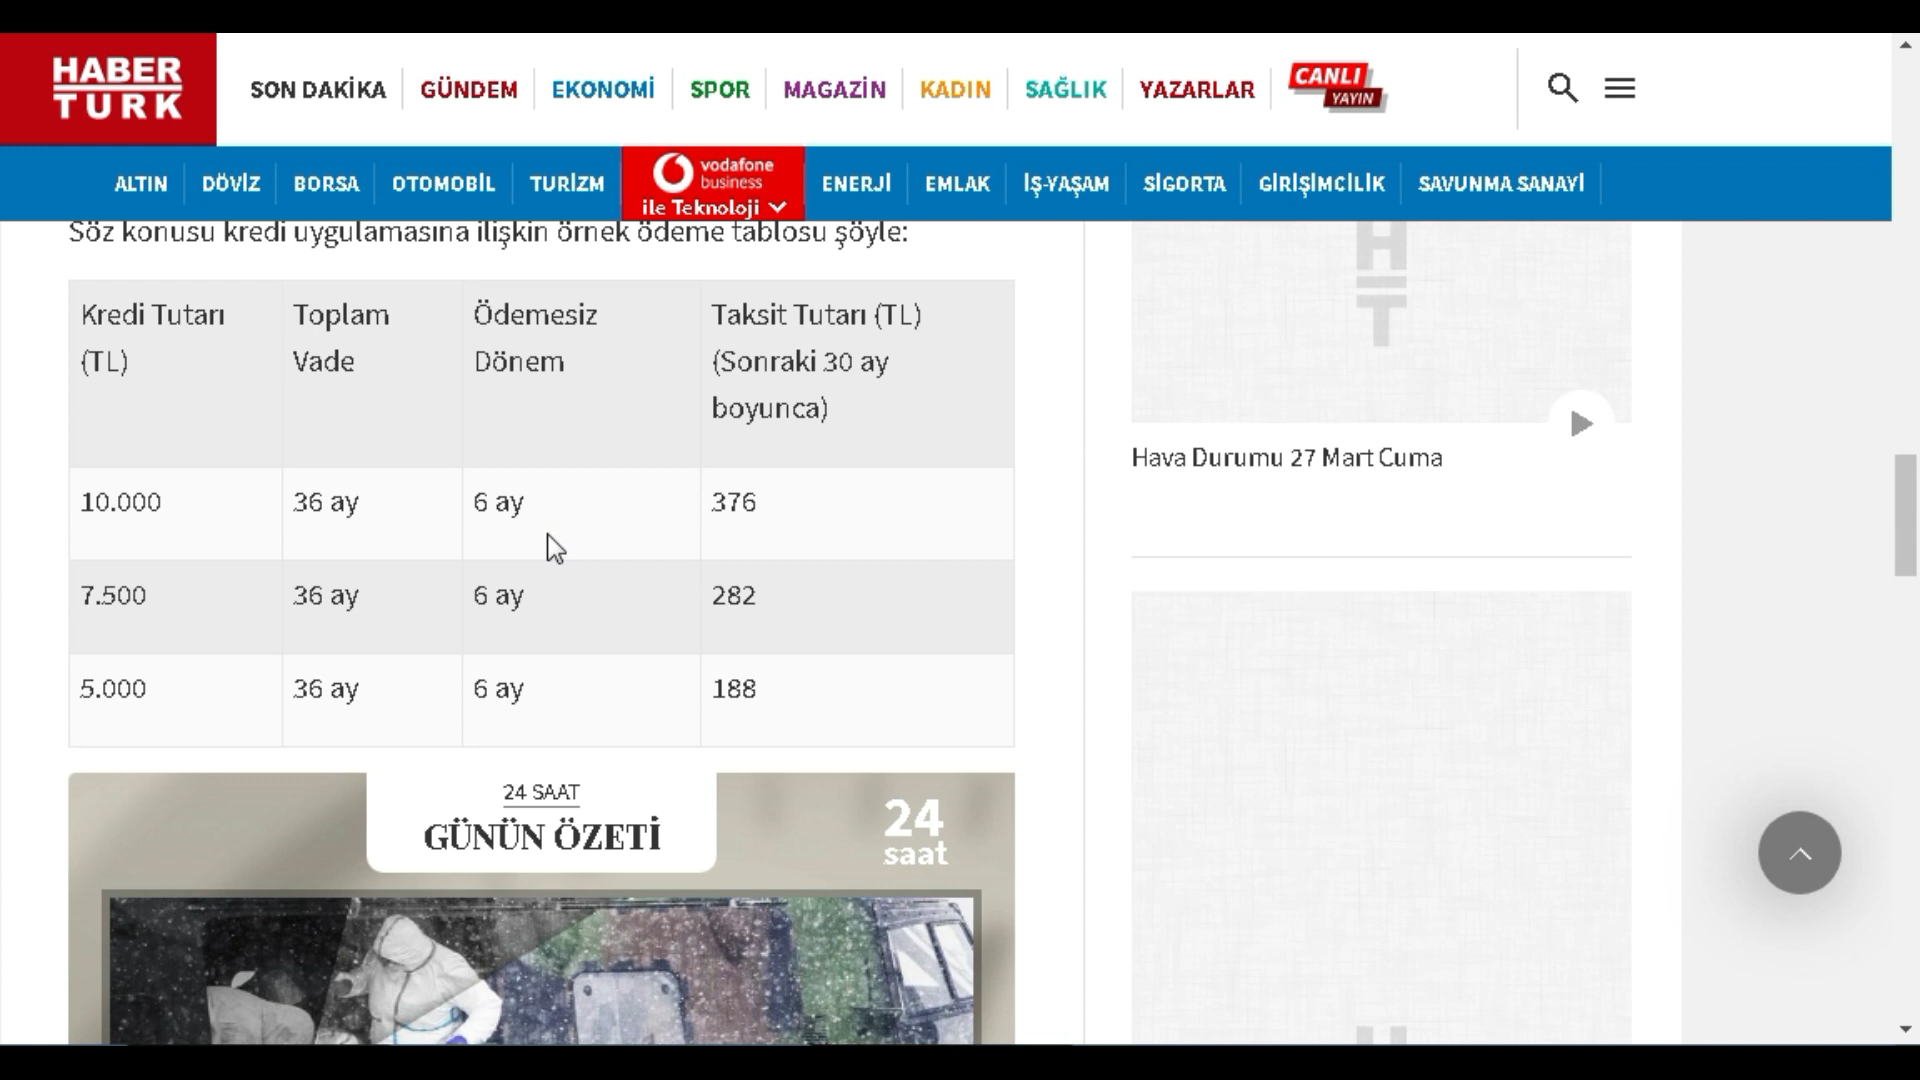 HABER
TURK
SON DAKİKA
GÜNDEM
EKONOMİ
SPOR
MAGAZİN
KADIN
SAĞLIK
YAZARLAR
CANLI
YAYIN
ALTIN
DÖVİZ
BORSA
OTOMOBİL
TURİZM
vodafone
business
ile Teknoloji
ENERJİ
EMLAK
İŞ-YAŞAM
SİGORTA
GİRİŞİMCİLİK
SAVUNMA SANAYİ
Söz konusu kredi uygulamasına ilişkin örnek ödeme tablosu şöyle:
Kredi Tutarı
(TL)
Toplam
Vade
Ödemesiz
Dönem
Taksit Tutarı (TL)
(Sonraki 30 ay
boyunca)
10.000
36 ay
6 ay
376
7.500
36 ay
6 ay
282
5.000
36 ay
6 ay
188
24 SAAT
GÜNÜN ÖZETİ
24
saat
H
T
Hava Durumu 27 Mart Cuma